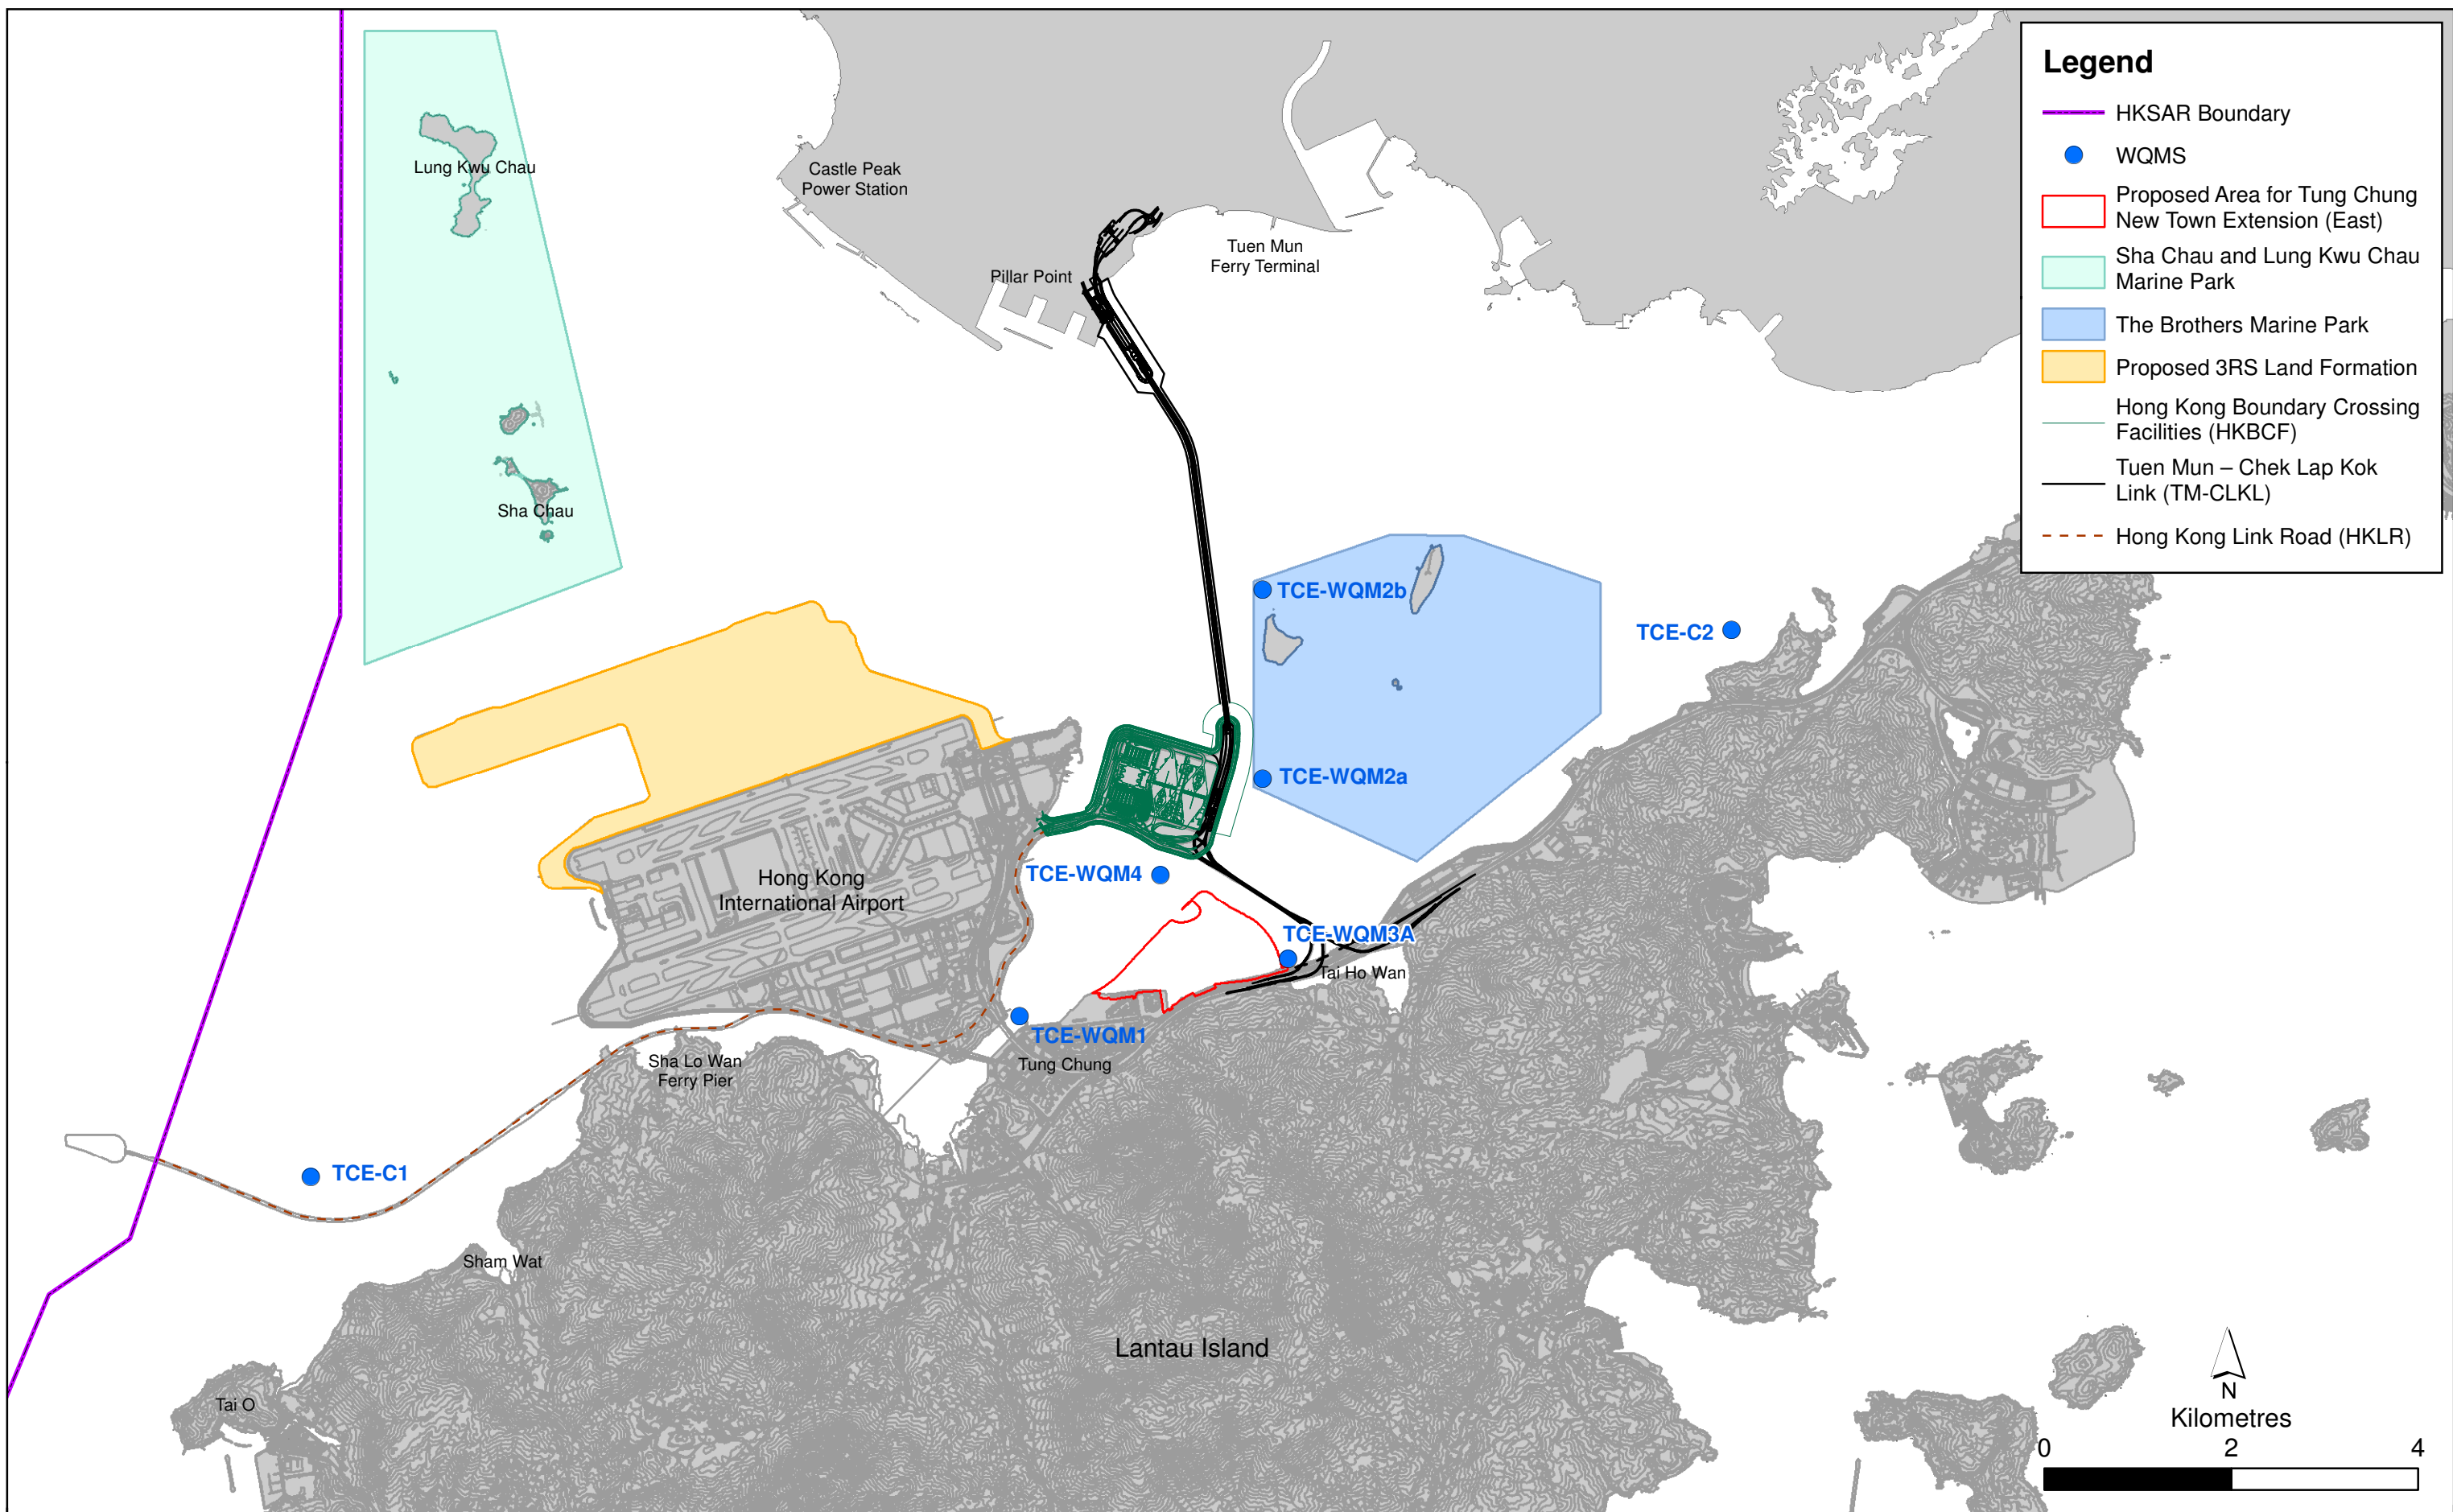 Legend
HKSAR Boundary
WQMS
Proposed Area for Tung Chung
New Town Extension (East)
Sha Chau and Lung Kwu Chau
Marine Park
The Brothers Marine Park
Proposed 3RS Land Formation
Hong Kong Boundary Crossing
Facilities (HKBCF)
Tuen Mun – Chek Lap Kok
Link (TM-CLKL)
Hong Kong Link Road (HKLR)
Lung Kwu Chau
Castle Peak
Power Station
Tuen Mun
Ferry Terminal
Pillar Point
Sha Chau
TCE-WQM2b
TCE-C2
TCE-WQM2a
TCE-WQM4
Hong Kong
International Airport
TCE-WQM3A
Tai Ho Wan
TCE-WQM1
Tung Chung
Sha Lo Wan
Ferry Pier
TCE-C1
Sham Wat
Lantau Island
Tai O
N
Kilometres
0 2 4